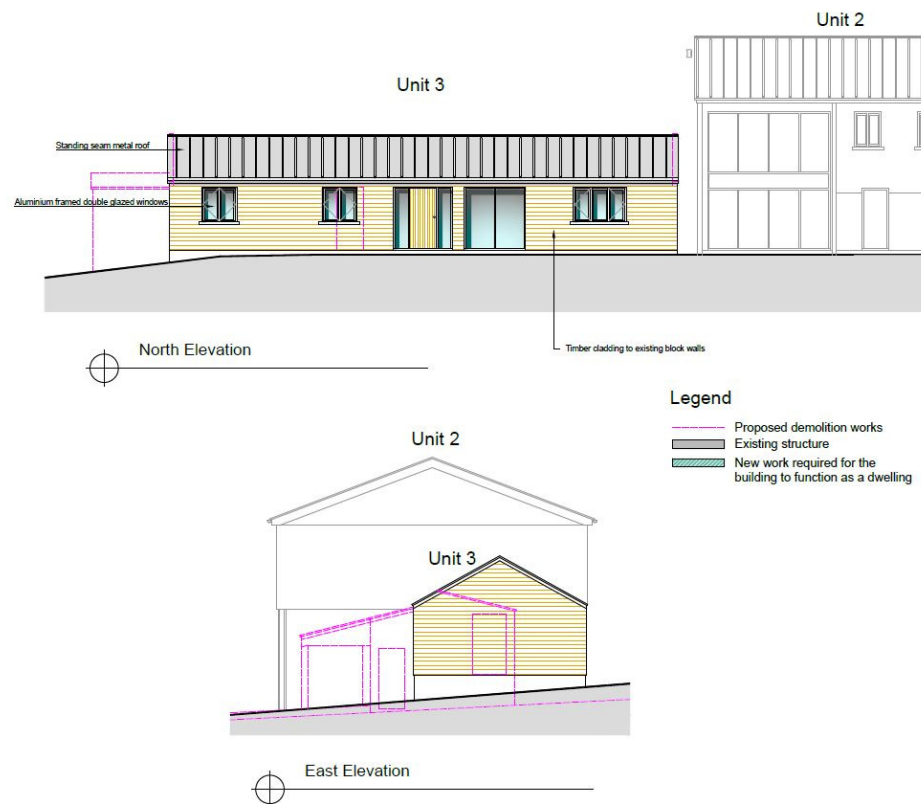 Unit 2
Unit 3
Standing seam metal roof
Aluminium framed double glazed windows
Timber cladding to existing block walls
North Elevation
Legend
Proposed demolition works
Existing structure
New work required for the
building to function as a dwelling
Unit 2
Unit 3
East Elevation